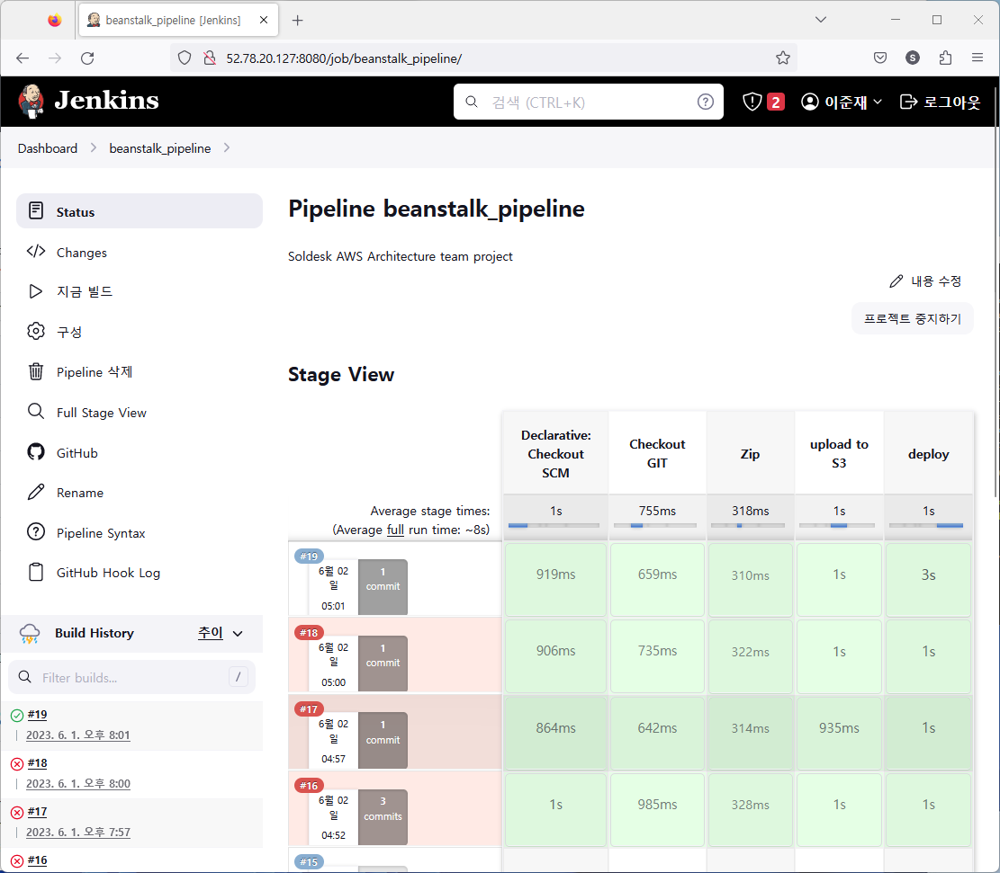 beanstalk_pipeline [Jenkins]
52.78.20.127:8080/job/beanstalk_pipeline/
S
Jenkins
검색 (CTRL+K)
2
이준재
로그아웃
Dashboard
beanstalk_pipeline
Status
Changes
지금 빌드
구성
Pipeline 삭제
Full Stage View
GitHub
Rename
Pipeline Syntax
GitHub Hook Log
Build History
추이
Filter builds...
/
#19
2023. 6. 1. 오후 8:01
#18
2023. 6. 1. 오후 8:00
#17
2023. 6. 1. 오후 7:57
#16
Pipeline beanstalk_pipeline
Soldesk AWS Architecture team project
내용 수정
프로젝트 중지하기
Stage View
Declarative:
Checkout
SCM
Checkout
GIT
Zip
upload to
S3
deploy
Average stage times:
(Average full run time: ~8s)
1s
755ms
318ms
1s
1s
#19
6월 02
일
05:01
1
commit
919ms
659ms
310ms
1s
3s
#18
6월 02
일
05:00
1
commit
906ms
735ms
322ms
1s
1s
#17
6월 02
일
04:57
1
commit
864ms
642ms
314ms
935ms
1s
#16
6월 02
일
04:52
3
commits
1s
985ms
328ms
1s
1s
#15